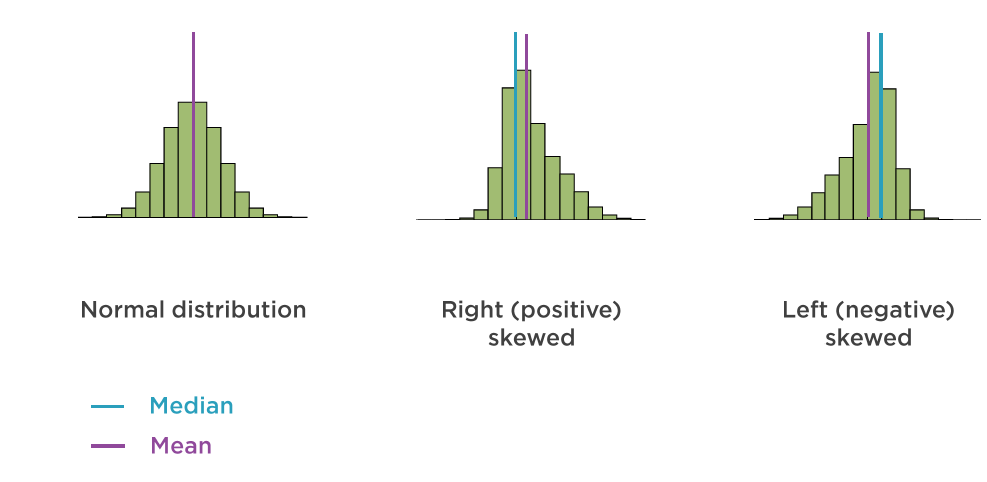 Normal distribution
Right (positive)
skewed
Left (negative)
skewed
Median
Mean